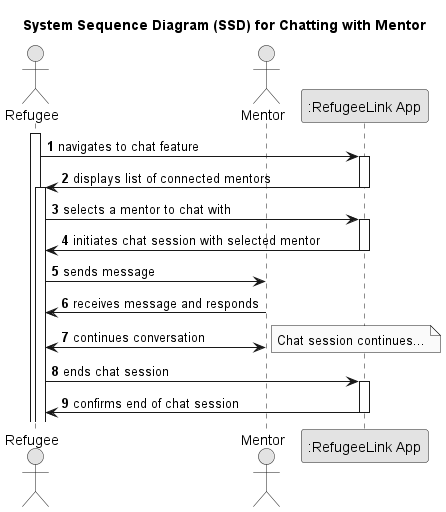 System Sequence Diagram (SSD) for Chatting with Mentor
Refugee
Mentor
:RefugeeLink App
1 navigates to chat feature
2 displays list of connected mentors
3 selects a mentor to chat with
4 initiates chat session with selected mentor
5 sends message
6 receives message and responds
7 continues conversation
Chat session continues...
8 ends chat session
9 confirms end of chat session
Refugee
Mentor
:RefugeeLink App